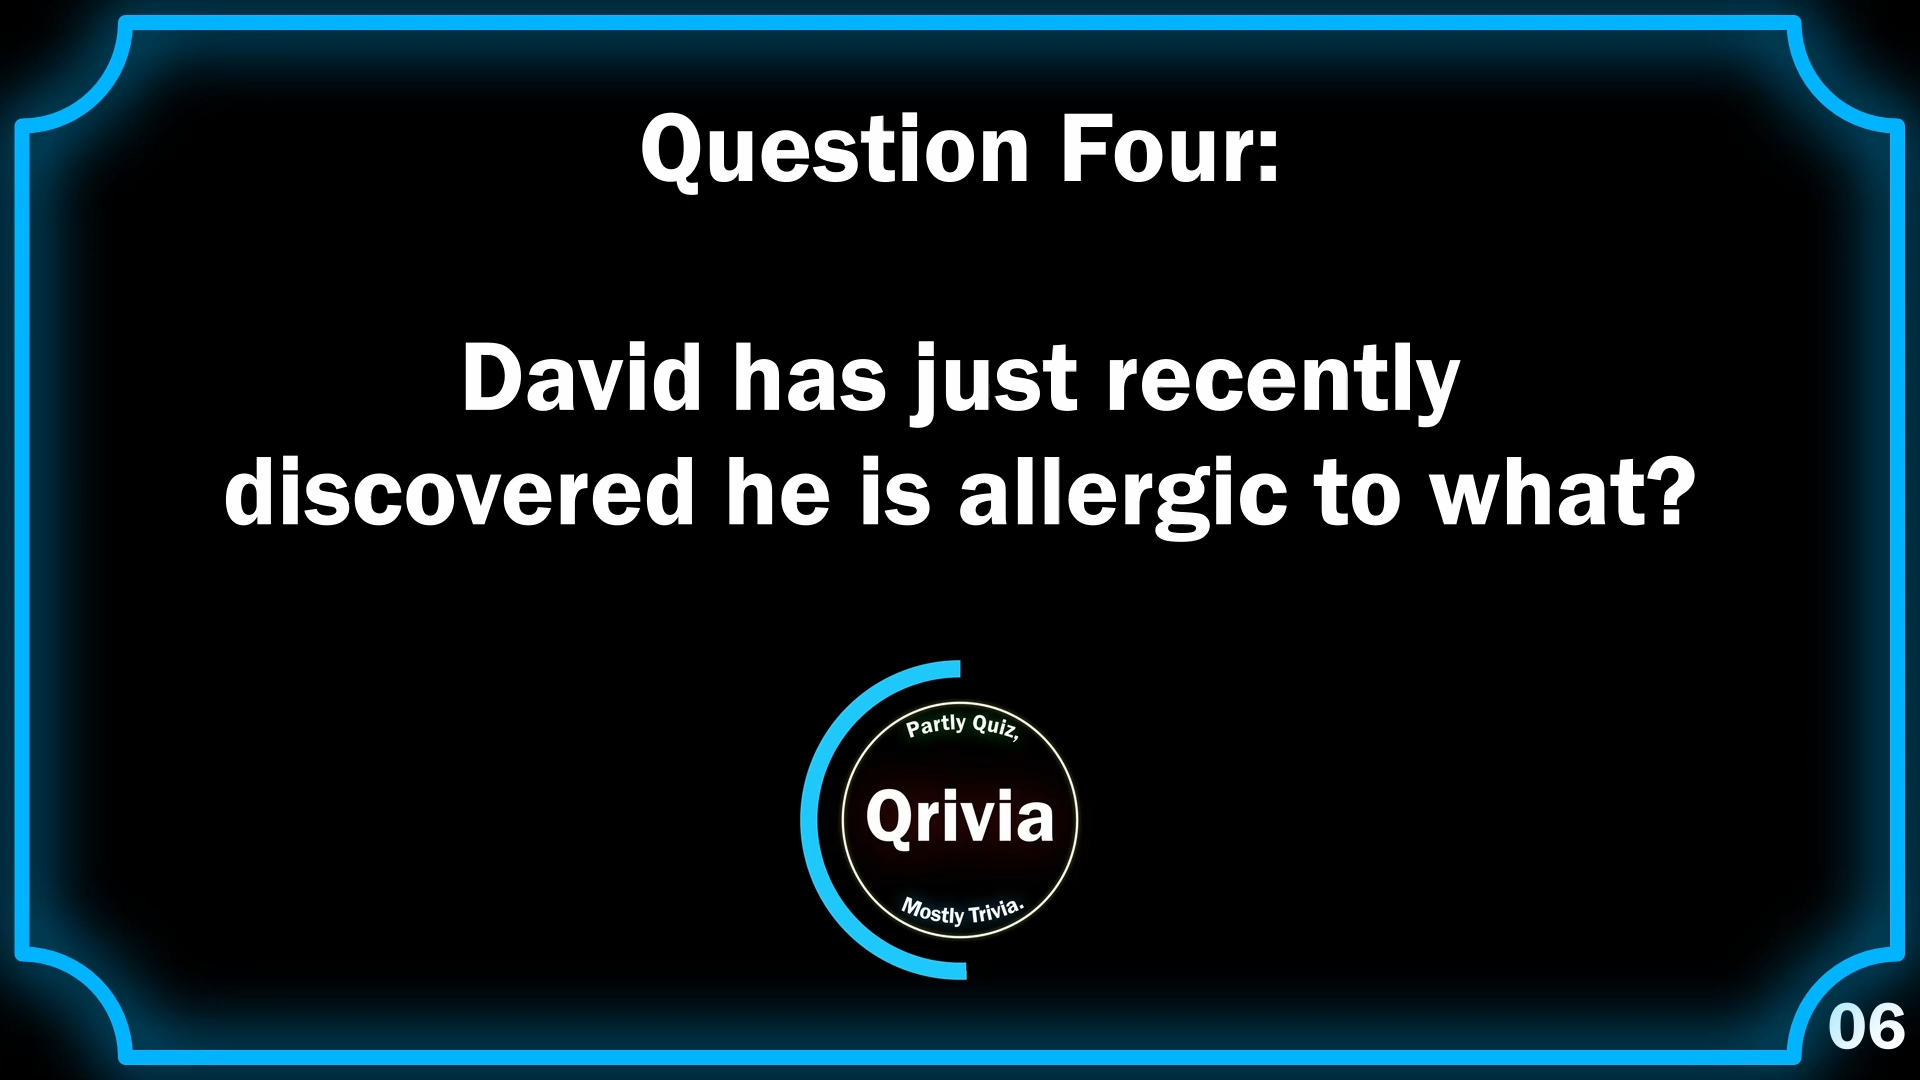 Question Four:
David has just recently
discovered he is allergic to what?
Partly Quiz,
Qrivia
Mostly Trivia.
06